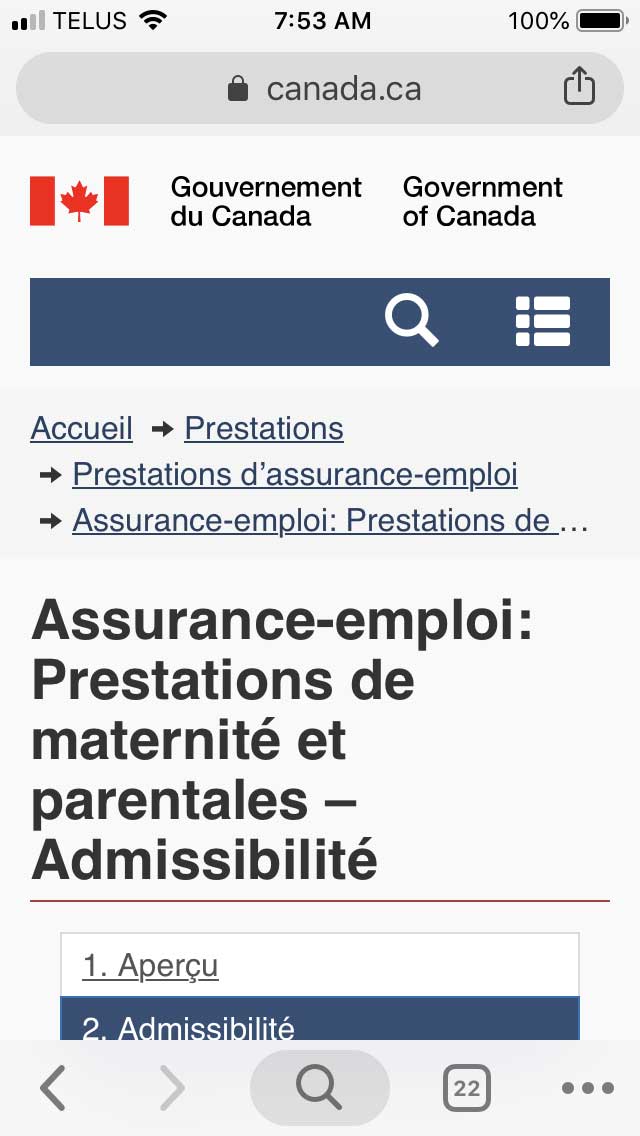 TELUS 7:53 AM 100%
canada.ca
Gouvernement Government
du Canada of Canada
Accueil Prestations
Prestations d’assurance-emploi
Assurance-emploi: Prestations de …
Assurance-emploi:
Prestations de
maternité et
parentales –
Admissibilité
1. Aperçu
2. Admissibilité
22